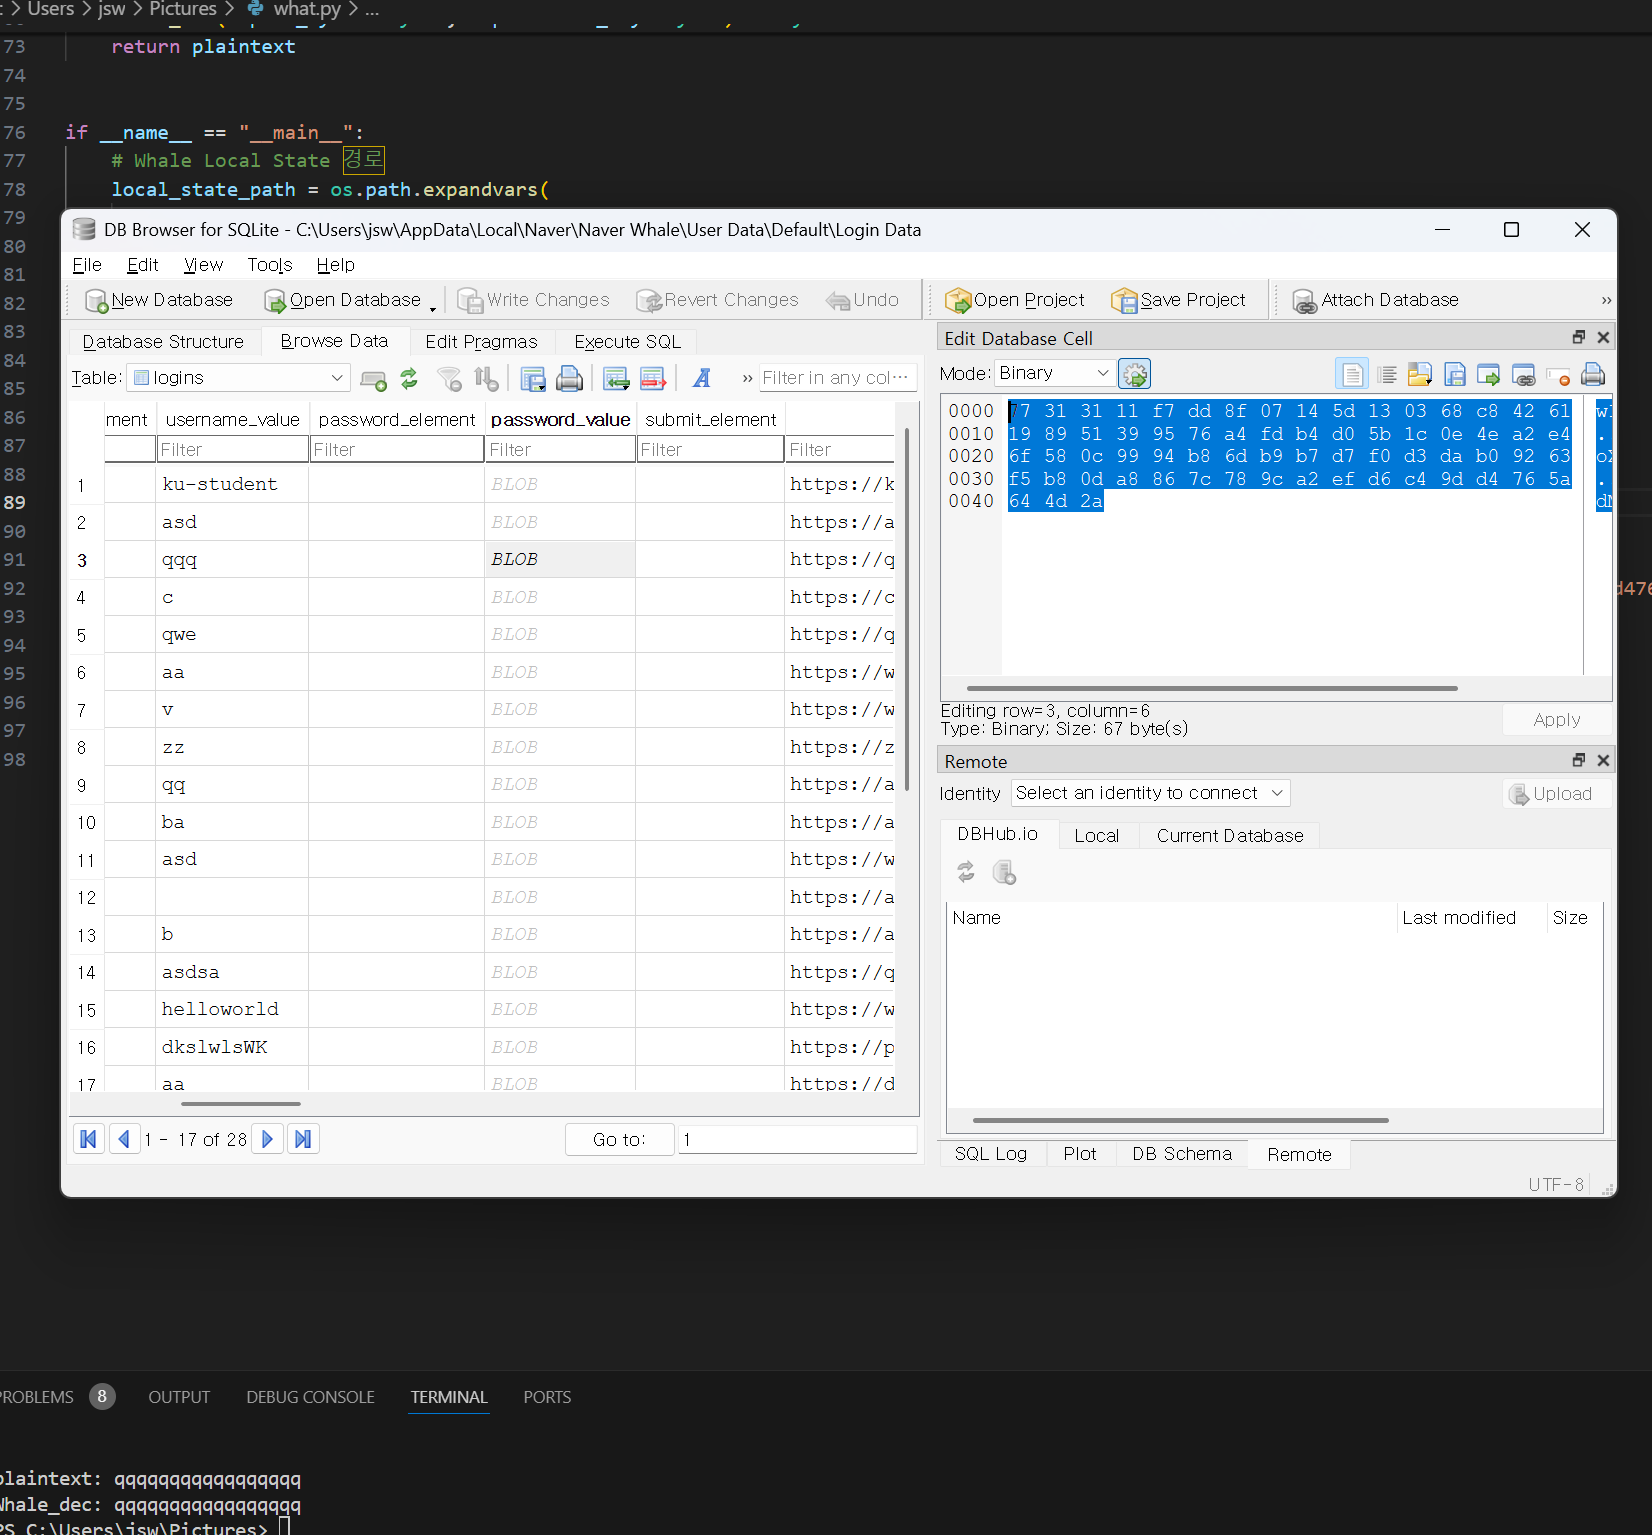 Users > jsw > Pictures > what.py > ...
73 return plaintext
74
75
76 if __name__ == "__main__":
77 # Whale Local State 경로
78 local_state_path = os.path.expandvars(
79
80
81
82
83
84
85
86
87
88
89
90
91
92
93
94
95
96
97
98
DB Browser for SQLite - C:\Users\jsw\AppData\Local\Naver\Naver Whale\User Data\Default\Login Data
File Edit View Tools Help
New Database Open Database Write Changes Revert Changes Undo Open Project Save Project Attach Database »
Database Structure Browse Data Edit Pragmas Execute SQL
Table: logins » Filter in any col...
ment username_value password_element password_value submit_element
Filter Filter Filter Filter Filter
1 ku-student BLOB https://k
2 asd BLOB https://a
3 qqq BLOB https://q
4 c BLOB https://c
5 qwe BLOB https://q
6 aa BLOB https://w
7 v BLOB https://w
8 zz BLOB https://z
9 qq BLOB https://a
10 ba BLOB https://a
11 asd BLOB https://w
12 BLOB https://a
13 b BLOB https://a
14 asdsa BLOB https://q
15 helloworld BLOB https://w
16 dkslwlsWK BLOB https://p
17 aa BLOB https://d
1 - 17 of 28 Go to: 1
Edit Database Cell
Mode: Binary
0000 77 31 31 11 f7 dd 8f 07 14 5d 13 03 68 c8 42 61
0010 19 89 51 39 95 76 a4 fd b4 d0 5b 1c 0e 4e a2 e4
0020 6f 58 0c 99 94 b8 6d b9 b7 d7 f0 d3 da b0 92 63
0030 f5 b8 0d a8 86 7c 78 9c a2 ef d6 c4 9d d4 76 5a
0040 64 4d 2a
d476
Editing row=3, column=6
Type: Binary; Size: 67 byte(s)
Apply
Remote
Identity Select an identity to connect Upload
DBHub.io Local Current Database
Name Last modified Size
SQL Log Plot DB Schema Remote
UTF-8
PROBLEMS 8 OUTPUT DEBUG CONSOLE TERMINAL PORTS
plaintext: qqqqqqqqqqqqqqqqq
Whale_dec: qqqqqqqqqqqqqqqqq
PS C:\Users\jsw\Pictures>